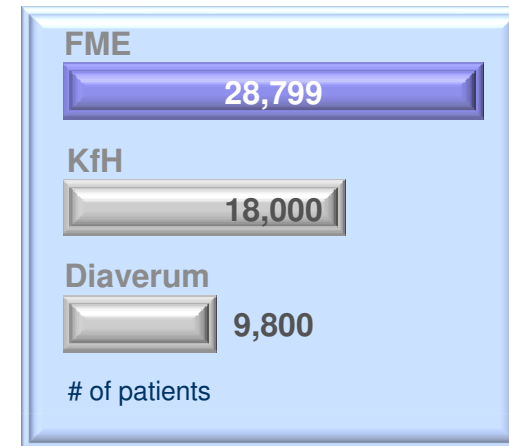 FME
28,799
KfH
18,000
Diaverum
9,800
# of patients